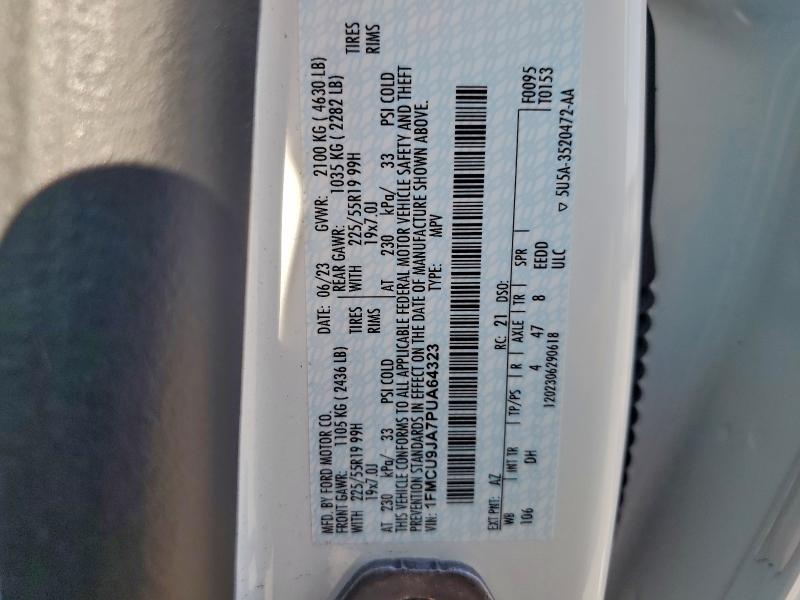 MFD. BY FORD MOTOR CO.
DATE: 06/23 GVWR: 2100 KG ( 4630 LB)
FRONT GAWR: 1105 KG ( 2436 LB) REAR GAWR: 1035 KG ( 2282 LB)
WITH 225/55R19 99H TIRES WITH 225/55R19 99H TIRES
19x7.0J RIMS 19x7.0J RIMS
AT 230 kPa/ 33 PSI COLD AT 230 kPa/ 33 PSI COLD
THIS VEHICLE CONFORMS TO ALL APPLICABLE FEDERAL MOTOR VEHICLE SAFETY AND THEFT
PREVENTION STANDARDS IN EFFECT ON THE DATE OF MANUFACTURE SHOWN ABOVE.
VIN: 1FMCU9JA7PUA64323 TYPE: MPV
EXT PNT: AZ RC: 21 DSO: F0095
WB INT TR TP/PS R AXLE TR SPR T0153
106 DH 4 47 8 EEDD
1202306290618 ULC
▽ 5U5A-3520472-AA